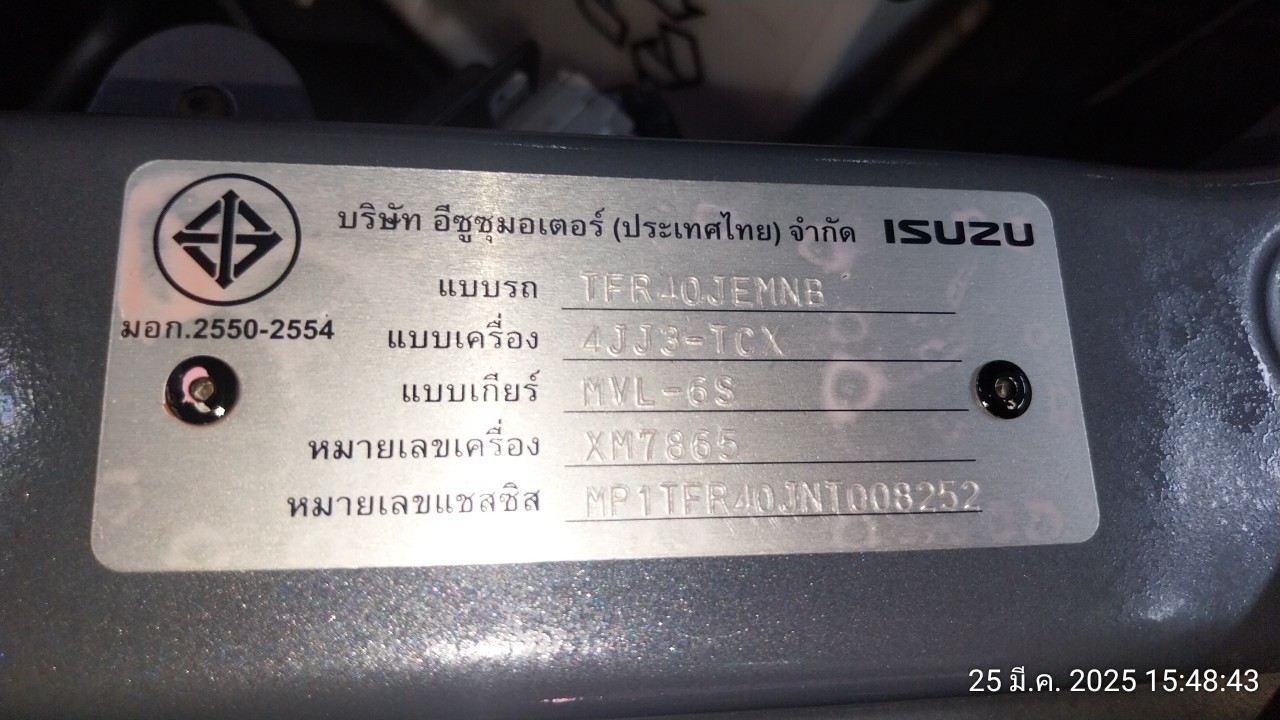 บริษัท อีซูซุมอเตอร์ (ประเทศไทย) จำกัด ISUZU
แบบรถ TFR40JEMNB
มอก.2550-2554
แบบเครื่อง 4JJ3-TCX
แบบเกียร์ MVL-6S
หมายเลขเครื่อง XM7865
หมายเลขแชสซิส MP1TFR40JNT008252
25 มี.ค. 2025 15:48:43